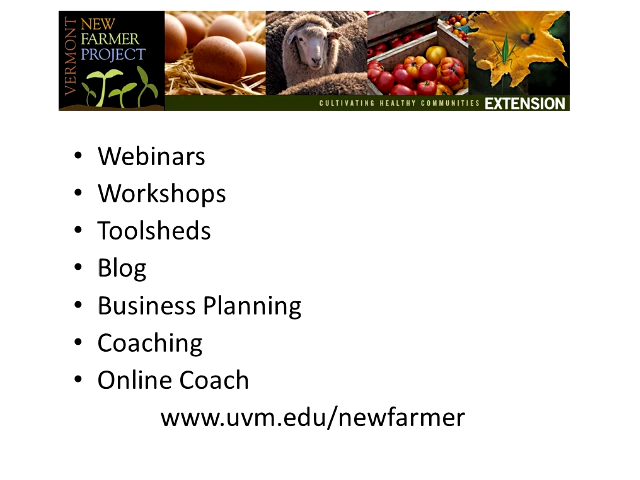 VERMONT
NEW
FARMER
PROJECT
CULTIVATING HEALTHY COMMUNITIES EXTENSION
• Webinars
• Workshops
• Toolsheds
• Blog
• Business Planning
• Coaching
• Online Coach
www.uvm.edu/newfarmer